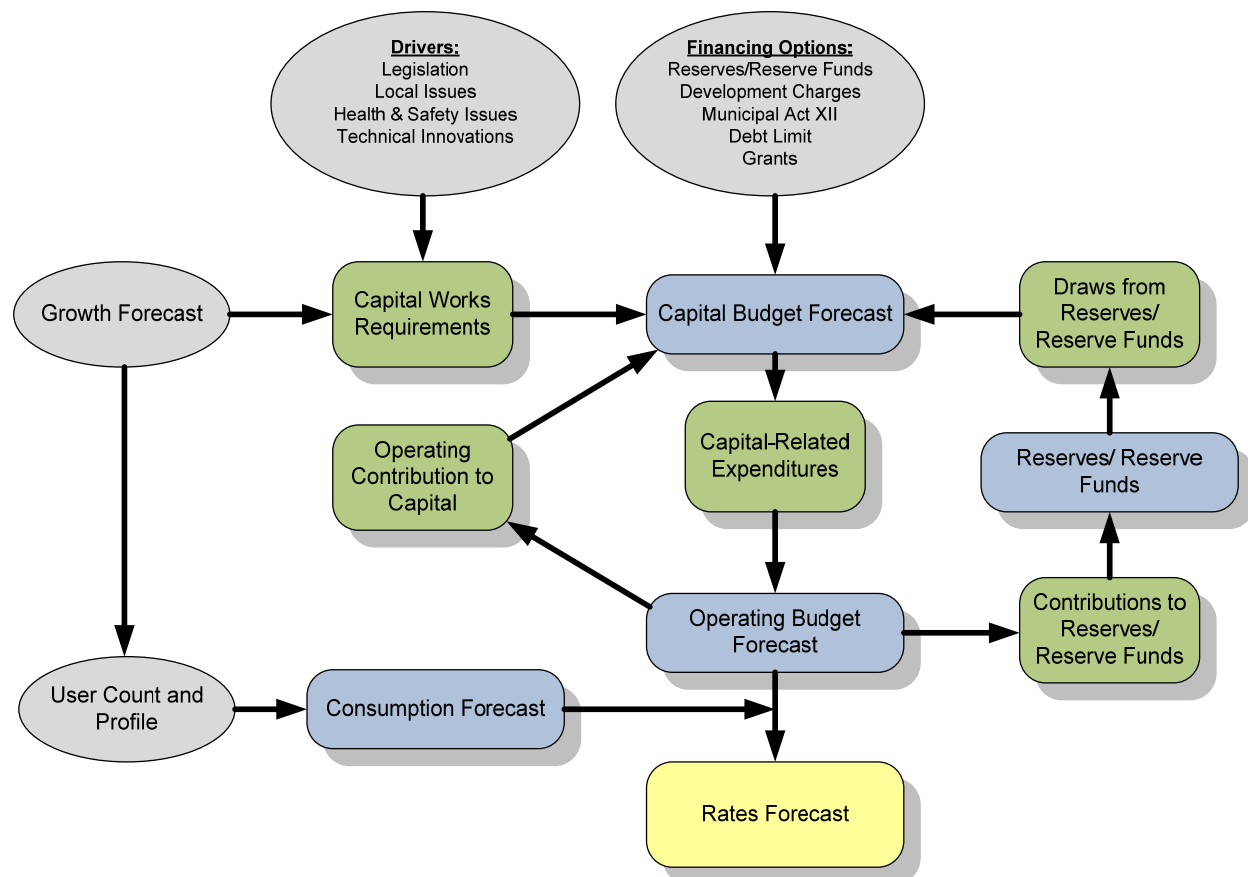 Drivers:
Legislation
Local Issues
Health & Safety Issues
Technical Innovations
Financing Options:
Reserves/Reserve Funds
Development Charges
Municipal Act XII
Debt Limit
Grants
Growth Forecast
Capital Works
Requirements
Capital Budget Forecast
Draws from
Reserves/
Reserve Funds
Operating
Contribution to
Capital
Capital-Related
Expenditures
Reserves/ Reserve
Funds
Operating Budget
Forecast
Contributions to
Reserves/
Reserve Funds
User Count and
Profile
Consumption Forecast
Rates Forecast